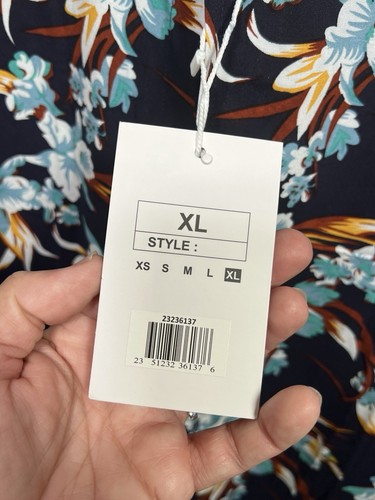 XL
STYLE :
XS S M L XL
23236137
23 51232 36137 6